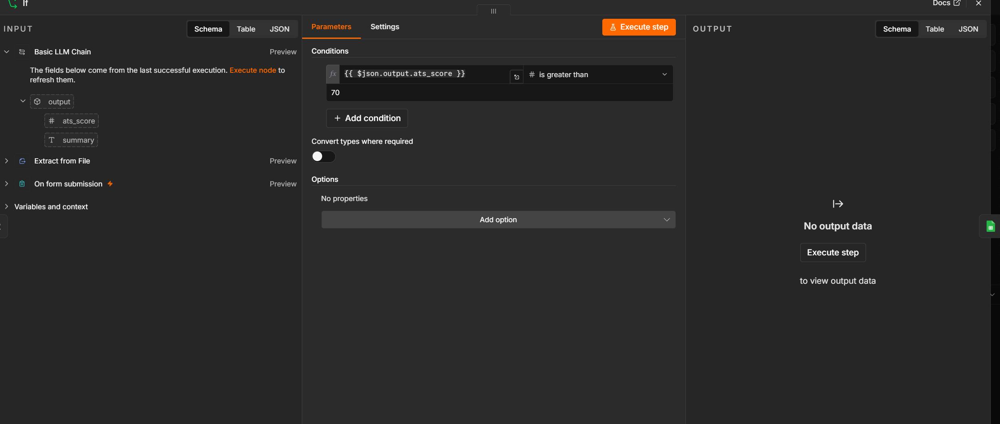 If
Docs
INPUT
Schema
Table
JSON
Basic LLM Chain
Preview
The fields below come from the last successful execution. Execute node to
refresh them.
output
# ats_score
T summary
Extract from File
Preview
On form submission
Preview
Variables and context
Parameters
Settings
Execute step
Conditions
fx
{{ $json.output.ats_score }}
# is greater than
70
+ Add condition
Convert types where required
Options
No properties
Add option
OUTPUT
Schema
Table
JSON
No output data
Execute step
to view output data